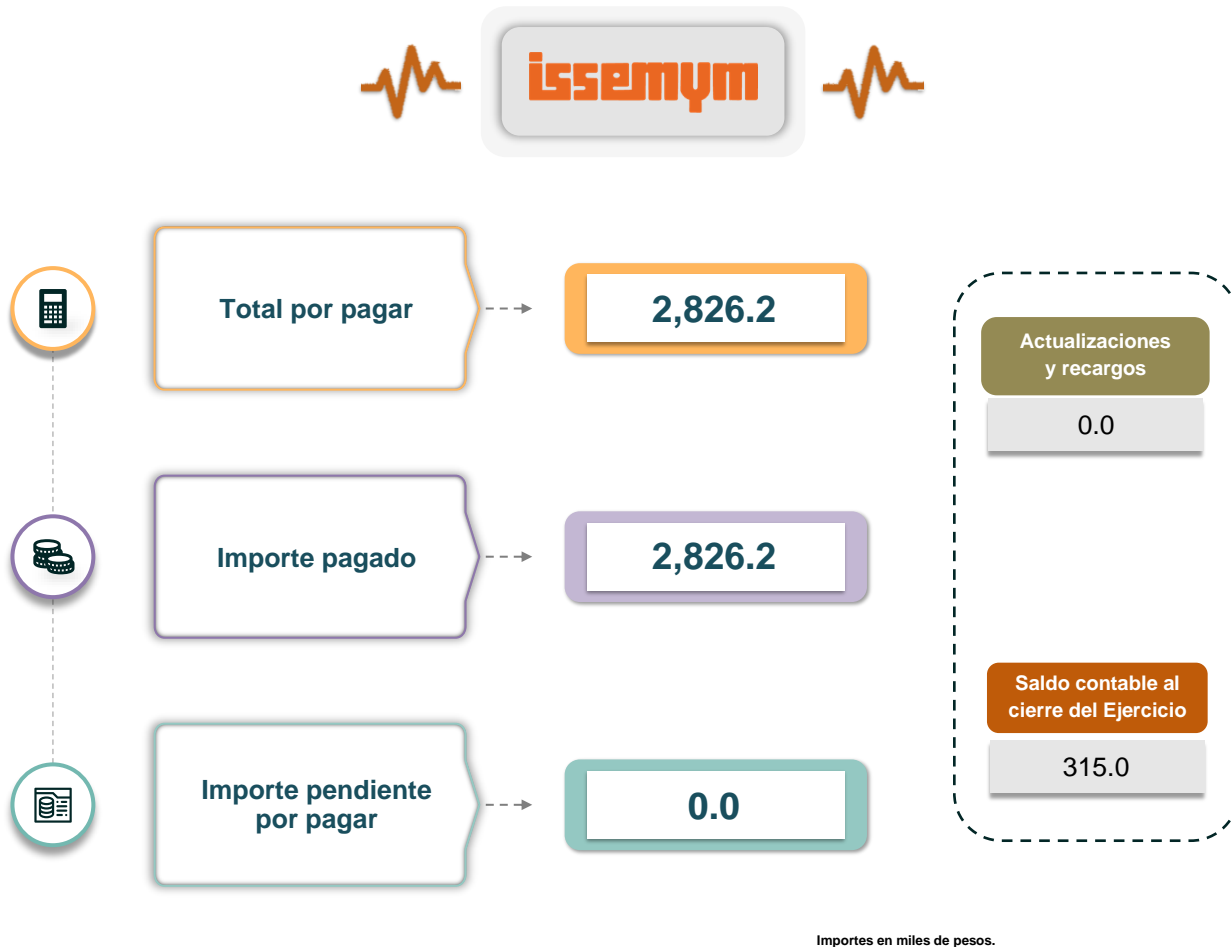 issemym
Total por pagar
2,826.2
Actualizaciones
y recargos
0.0
Importe pagado
2,826.2
Saldo contable al
cierre del Ejercicio
315.0
Importe pendiente
por pagar
0.0
Importes en miles de pesos.